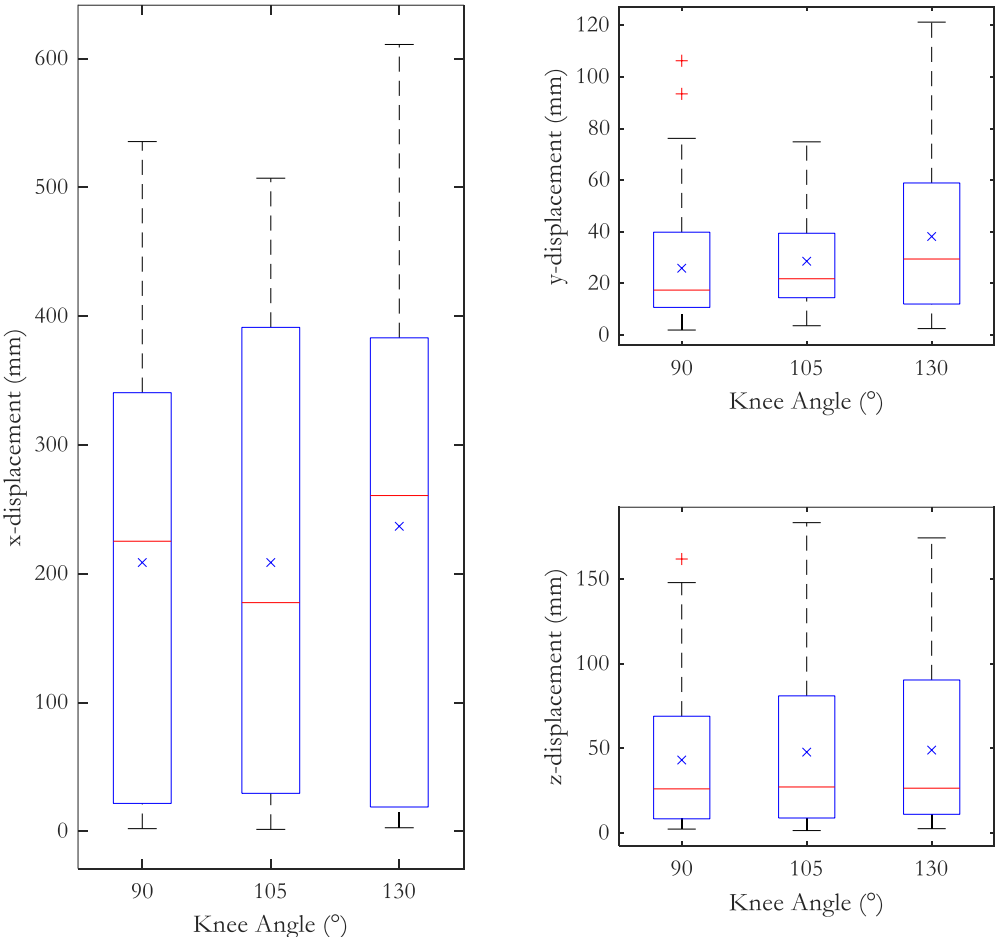 x-displacement (mm)
600
500
400
300
200
100
0
90 105 130
Knee Angle (°)
y-displacement (mm)
120
100
80
60
40
20
0
90 105 130
Knee Angle (°)
z-displacement (mm)
150
100
50
0
90 105 130
Knee Angle (°)